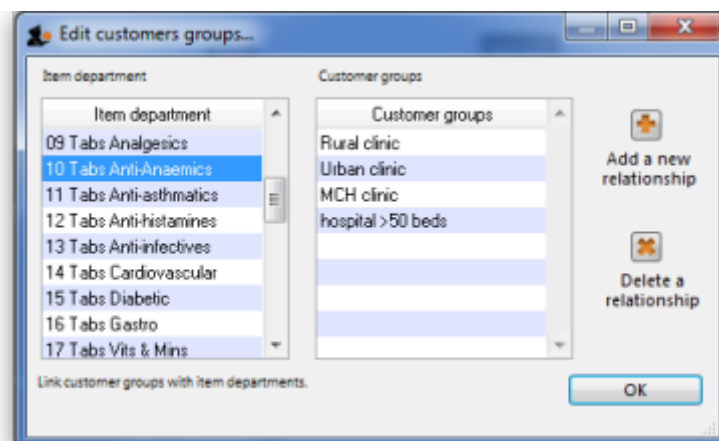 Edit customers groups...
Item department
Customer groups
Item department
09 Tabs Analgesics
10 Tabs Anti-Anaemics
11 Tabs Anti-asthmatics
12 Tabs Anti-histamines
13 Tabs Anti-infectives
14 Tabs Cardiovascular
15 Tabs Diabetic
16 Tabs Gastro
17 Tabs Vits & Mins
Customer groups
Rural clinic
Urban clinic
MCH clinic
hospital >50 beds
Add a new
relationship
Delete a
relationship
Link customer groups with item departments.
OK